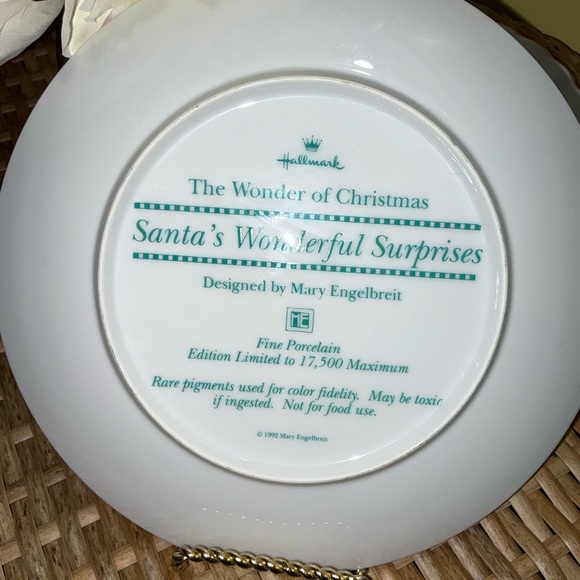 Hallmark
The Wonder of Christmas
Santa's Wonderful Surprises
Designed by Mary Engelbreit
ME
Fine Porcelain
Edition Limited to 17,500 Maximum
Rare pigments used for color fidelity. May be toxic
if ingested. Not for food use.
© 1992 Mary Engelbreit